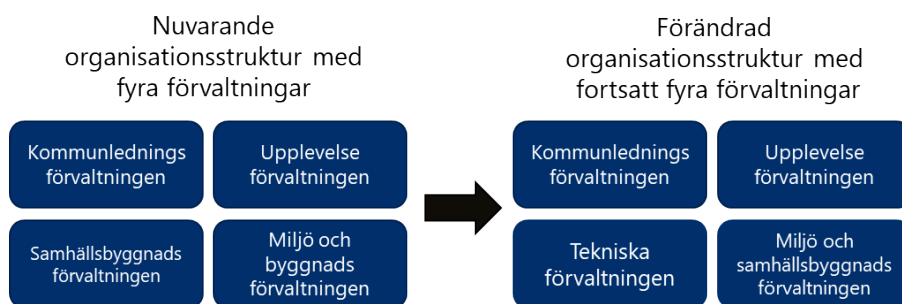 Nuvarande
organisationsstruktur med
fyra förvaltningar
Kommunlednings
förvaltningen
Upplevelse
förvaltningen
Samhällsbyggnads
förvaltningen
Miljö och
byggnads
förvaltningen
Förändrad
organisationsstruktur med
fortsatt fyra förvaltningar
Kommunlednings
förvaltningen
Upplevelse
förvaltningen
Tekniska
förvaltningen
Miljö och
samhällsbyggnads
förvaltningen